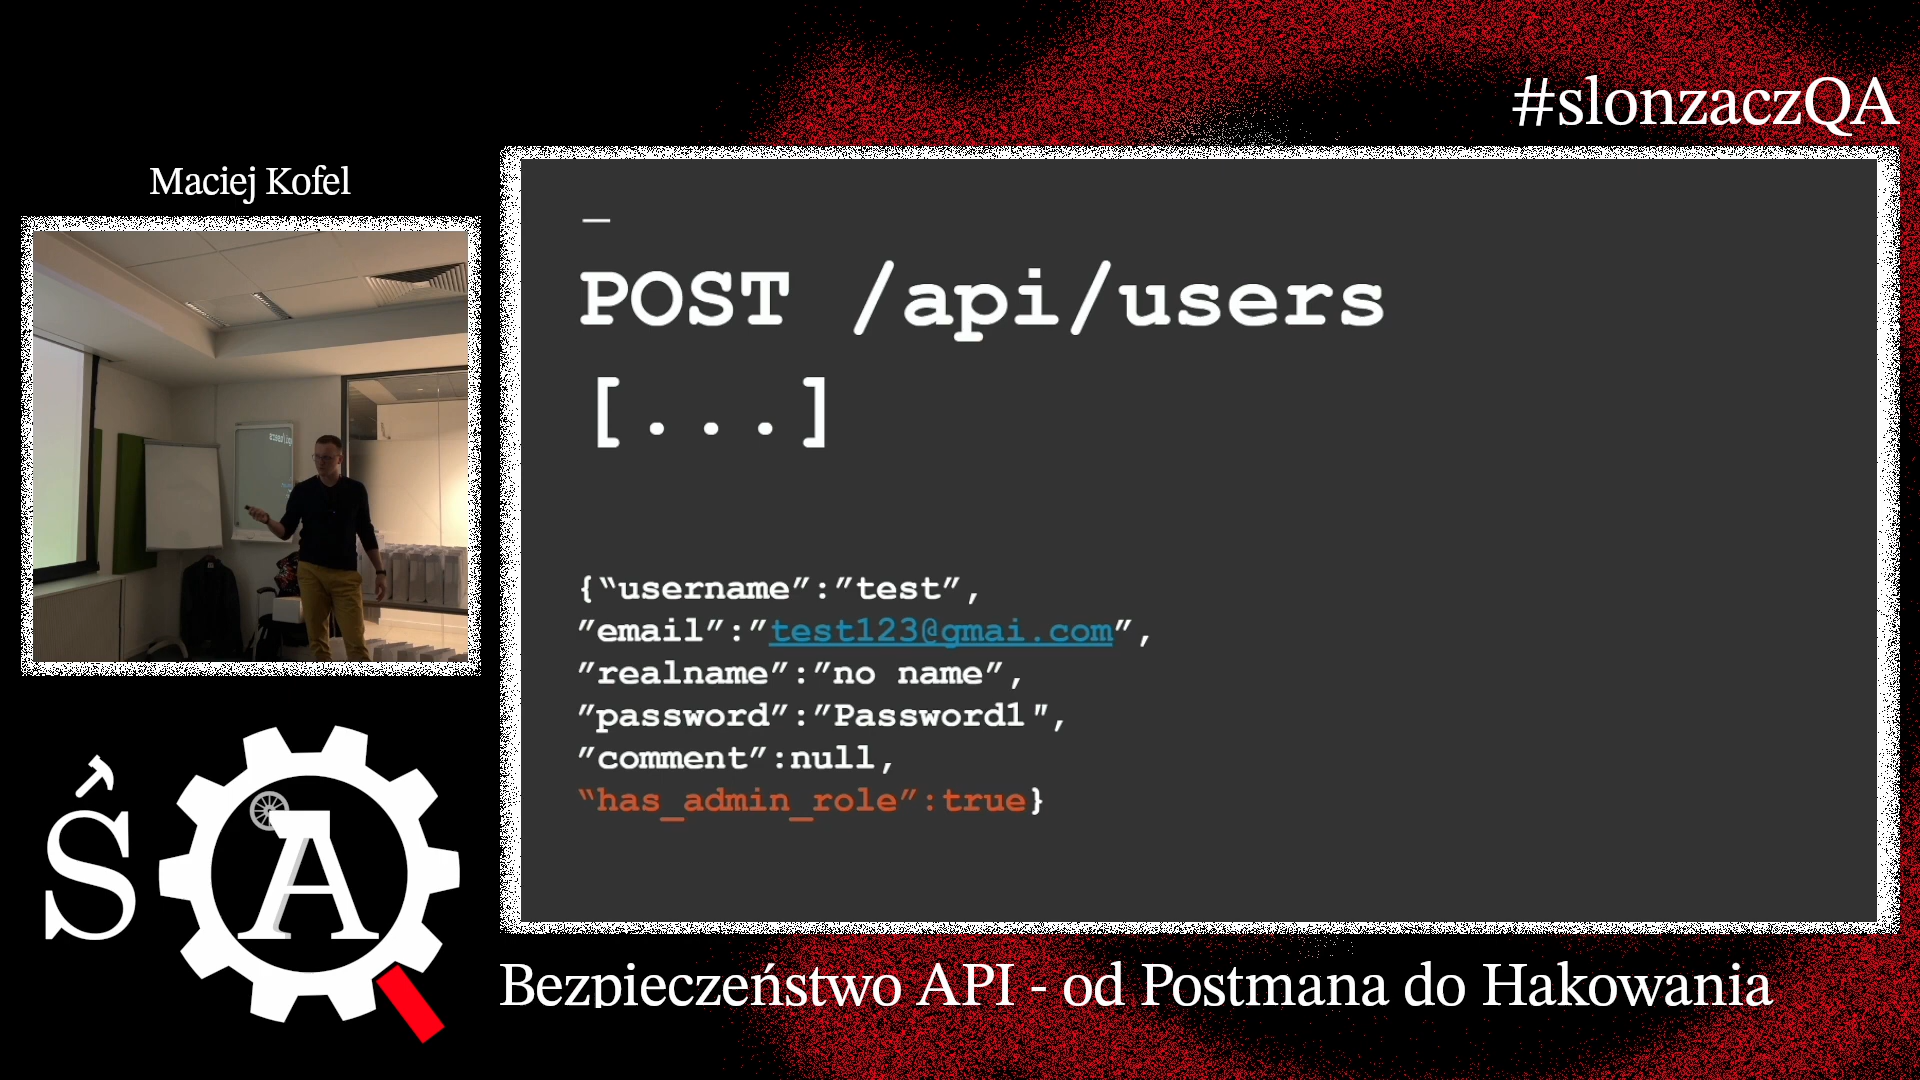 #slonzaczQA
Maciej Kofel
_
POST /api/users
[...]
{“username”:”test”,
”email”:”test123@gmai.com”,
”realname”:”no name”,
”password”:”Password1",
”comment”:null,
“has_admin_role”:true}
ŚA
Bezpieczeństwo API - od Postmana do Hakowania